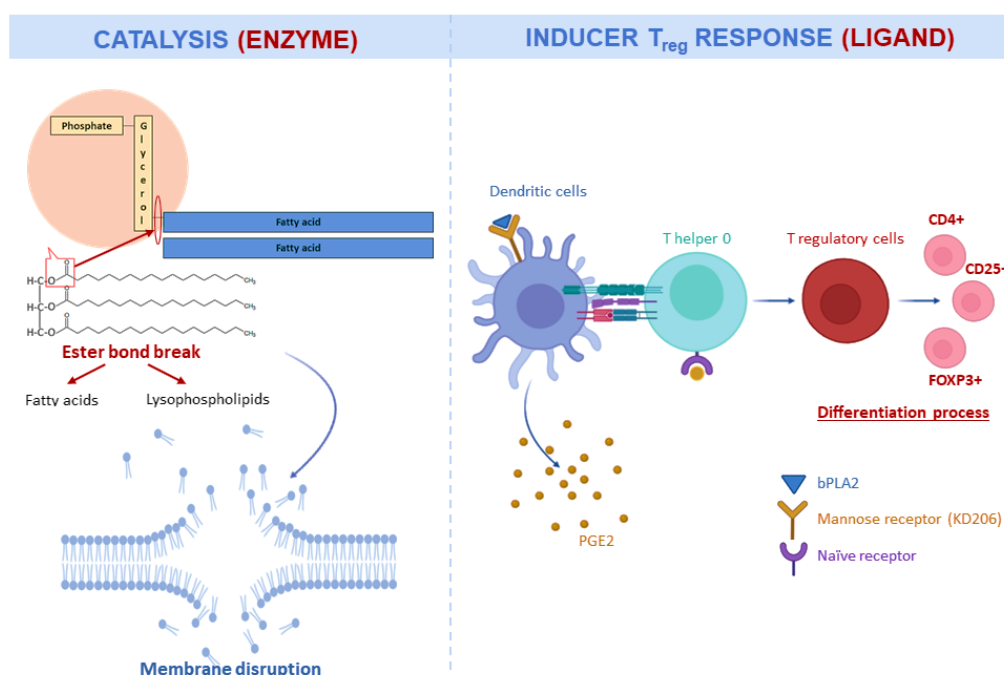 CATALYSIS (ENZYME)
Phosphate
Glycerol
Fatty acid
Fatty acid
H-C-O
O
CH₃
H-C-O
O
CH₃
H-C-O
O
CH₃
Ester bond break
Fatty acids
Lysophospholipids
Membrane disruption
INDUCER Treg RESPONSE (LIGAND)
Dendritic cells
T helper 0
T regulatory cells
CD4+
CD25+
FOXP3+
Differentiation process
PGE2
bPLA2
Mannose receptor (KD206)
Naïve receptor